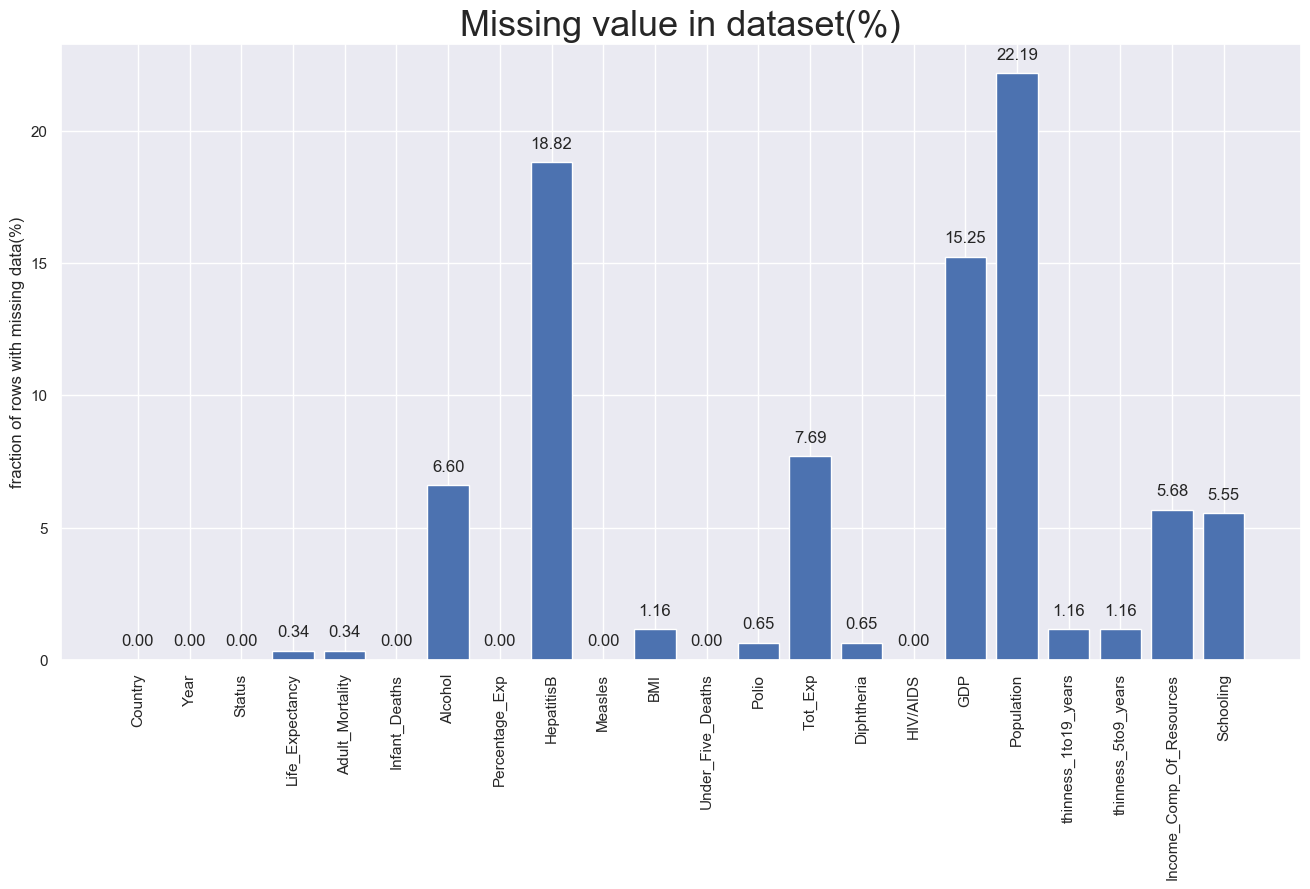 Missing value in dataset(%)
fraction of rows with missing data(%)
20
15
10
5
0
0.00
0.00
0.00
0.34
0.34
0.00
6.60
0.00
18.82
0.00
1.16
0.00
0.65
7.69
0.65
0.00
15.25
22.19
1.16
1.16
5.68
5.55
Country
Year
Status
Life_Expectancy
Adult_Mortality
Infant_Deaths
Alcohol
Percentage_Exp
HepatitisB
Measles
BMI
Under_Five_Deaths
Polio
Tot_Exp
Diphtheria
HIV/AIDS
GDP
Population
thinness_1to19_years
thinness_5to9_years
Income_Comp_Of_Resources
Schooling